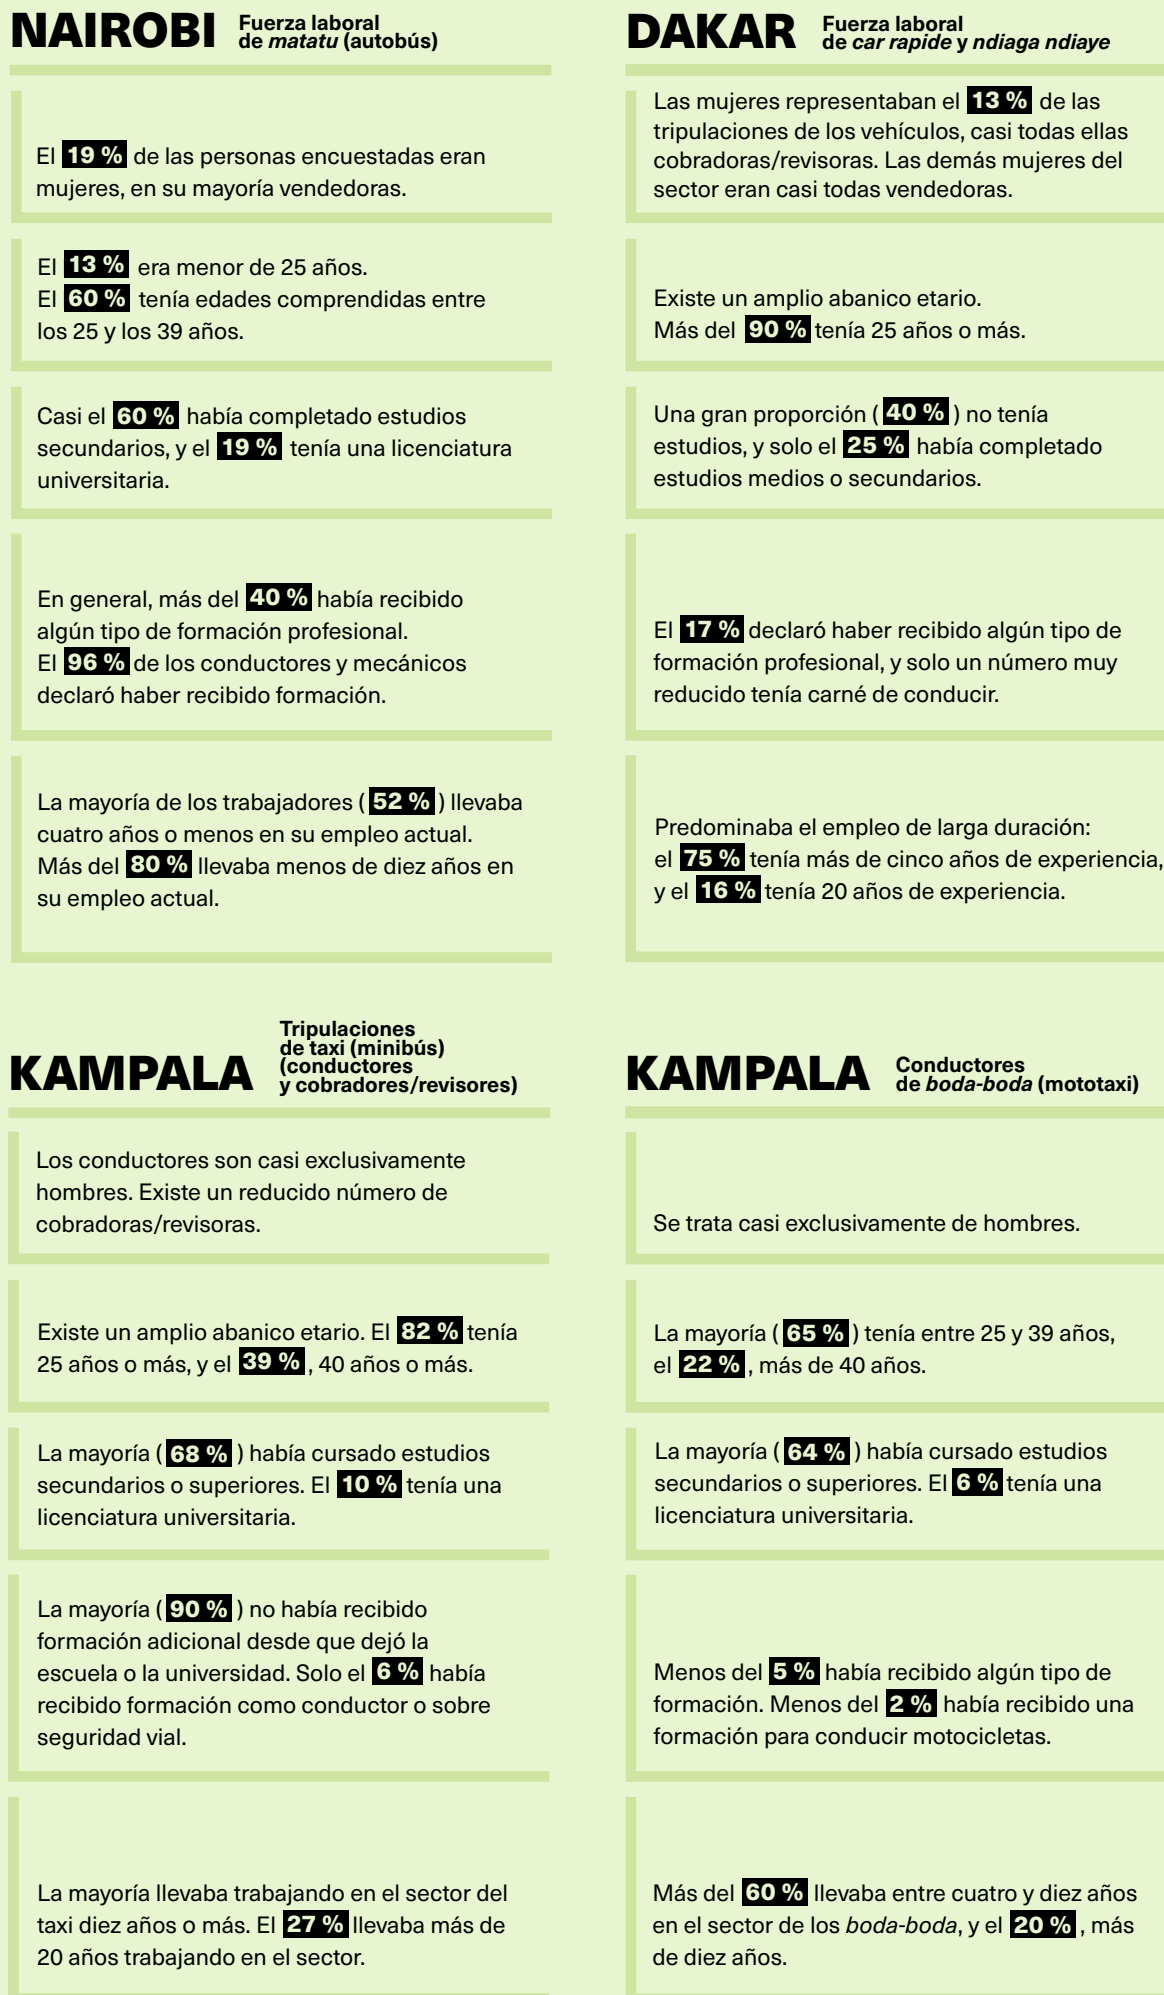 NAIROBI
Fuerza laboral
de matatu (autobús)
El 19 % de las personas encuestadas eran
mujeres, en su mayoría vendedoras.
El 13 % era menor de 25 años.
El 60 % tenía edades comprendidas entre
los 25 y los 39 años.
Casi el 60 % había completado estudios
secundarios, y el 19 % tenía una licenciatura
universitaria.
En general, más del 40 % había recibido
algún tipo de formación profesional.
El 96 % de los conductores y mecánicos
declaró haber recibido formación.
La mayoría de los trabajadores ( 52 % ) llevaba
cuatro años o menos en su empleo actual.
Más del 80 % llevaba menos de diez años en
su empleo actual.
DAKAR
Fuerza laboral
de car rapide y ndiaga ndiaye
Las mujeres representaban el 13 % de las
tripulaciones de los vehículos, casi todas ellas
cobradoras/revisoras. Las demás mujeres del
sector eran casi todas vendedoras.
Existe un amplio abanico etario.
Más del 90 % tenía 25 años o más.
Una gran proporción ( 40 % ) no tenía
estudios, y solo el 25 % había completado
estudios medios o secundarios.
El 17 % declaró haber recibido algún tipo de
formación profesional, y solo un número muy
reducido tenía carné de conducir.
Predominaba el empleo de larga duración:
el 75 % tenía más de cinco años de experiencia,
y el 16 % tenía 20 años de experiencia.
KAMPALA
Tripulaciones
de taxi (minibús)
(conductores
y cobradores/revisores)
Los conductores son casi exclusivamente
hombres. Existe un reducido número de
cobradoras/revisoras.
Existe un amplio abanico etario. El 82 % tenía
25 años o más, y el 39 % , 40 años o más.
La mayoría ( 68 % ) había cursado estudios
secundarios o superiores. El 10 % tenía una
licenciatura universitaria.
La mayoría ( 90 % ) no había recibido
formación adicional desde que dejó la
escuela o la universidad. Solo el 6 % había
recibido formación como conductor o sobre
seguridad vial.
La mayoría llevaba trabajando en el sector del
taxi diez años o más. El 27 % llevaba más de
20 años trabajando en el sector.
KAMPALA
Conductores
de boda-boda (mototaxi)
Se trata casi exclusivamente de hombres.
La mayoría ( 65 % ) tenía entre 25 y 39 años,
el 22 % , más de 40 años.
La mayoría ( 64 % ) había cursado estudios
secundarios o superiores. El 6 % tenía una
licenciatura universitaria.
Menos del 5 % había recibido algún tipo de
formación. Menos del 2 % había recibido una
formación para conducir motocicletas.
Más del 60 % llevaba entre cuatro y diez años
en el sector de los boda-boda, y el 20 % , más
de diez años.